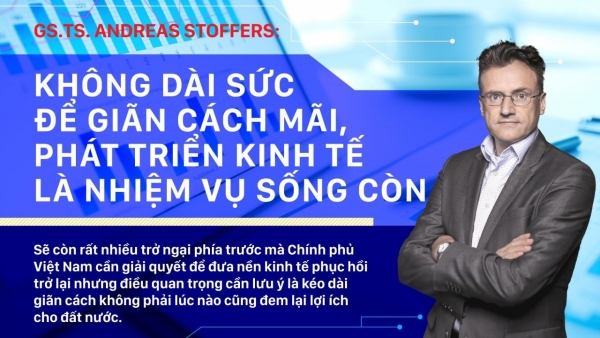 GS.TS. ANDREAS STOFFERS:
KHÔNG DÀI SỨC
ĐỂ GIÃN CÁCH MÃI,
PHÁT TRIỂN KINH TẾ
LÀ NHIỆM VỤ SỐNG CÒN
Sẽ còn rất nhiều trở ngại phía trước mà Chính phủ
Việt Nam cần giải quyết để đưa nền kinh tế phục hồi
trở lại nhưng điều quan trọng cần lưu ý là kéo dài
giãn cách không phải lúc nào cũng đem lại lợi ích
cho đất nước.